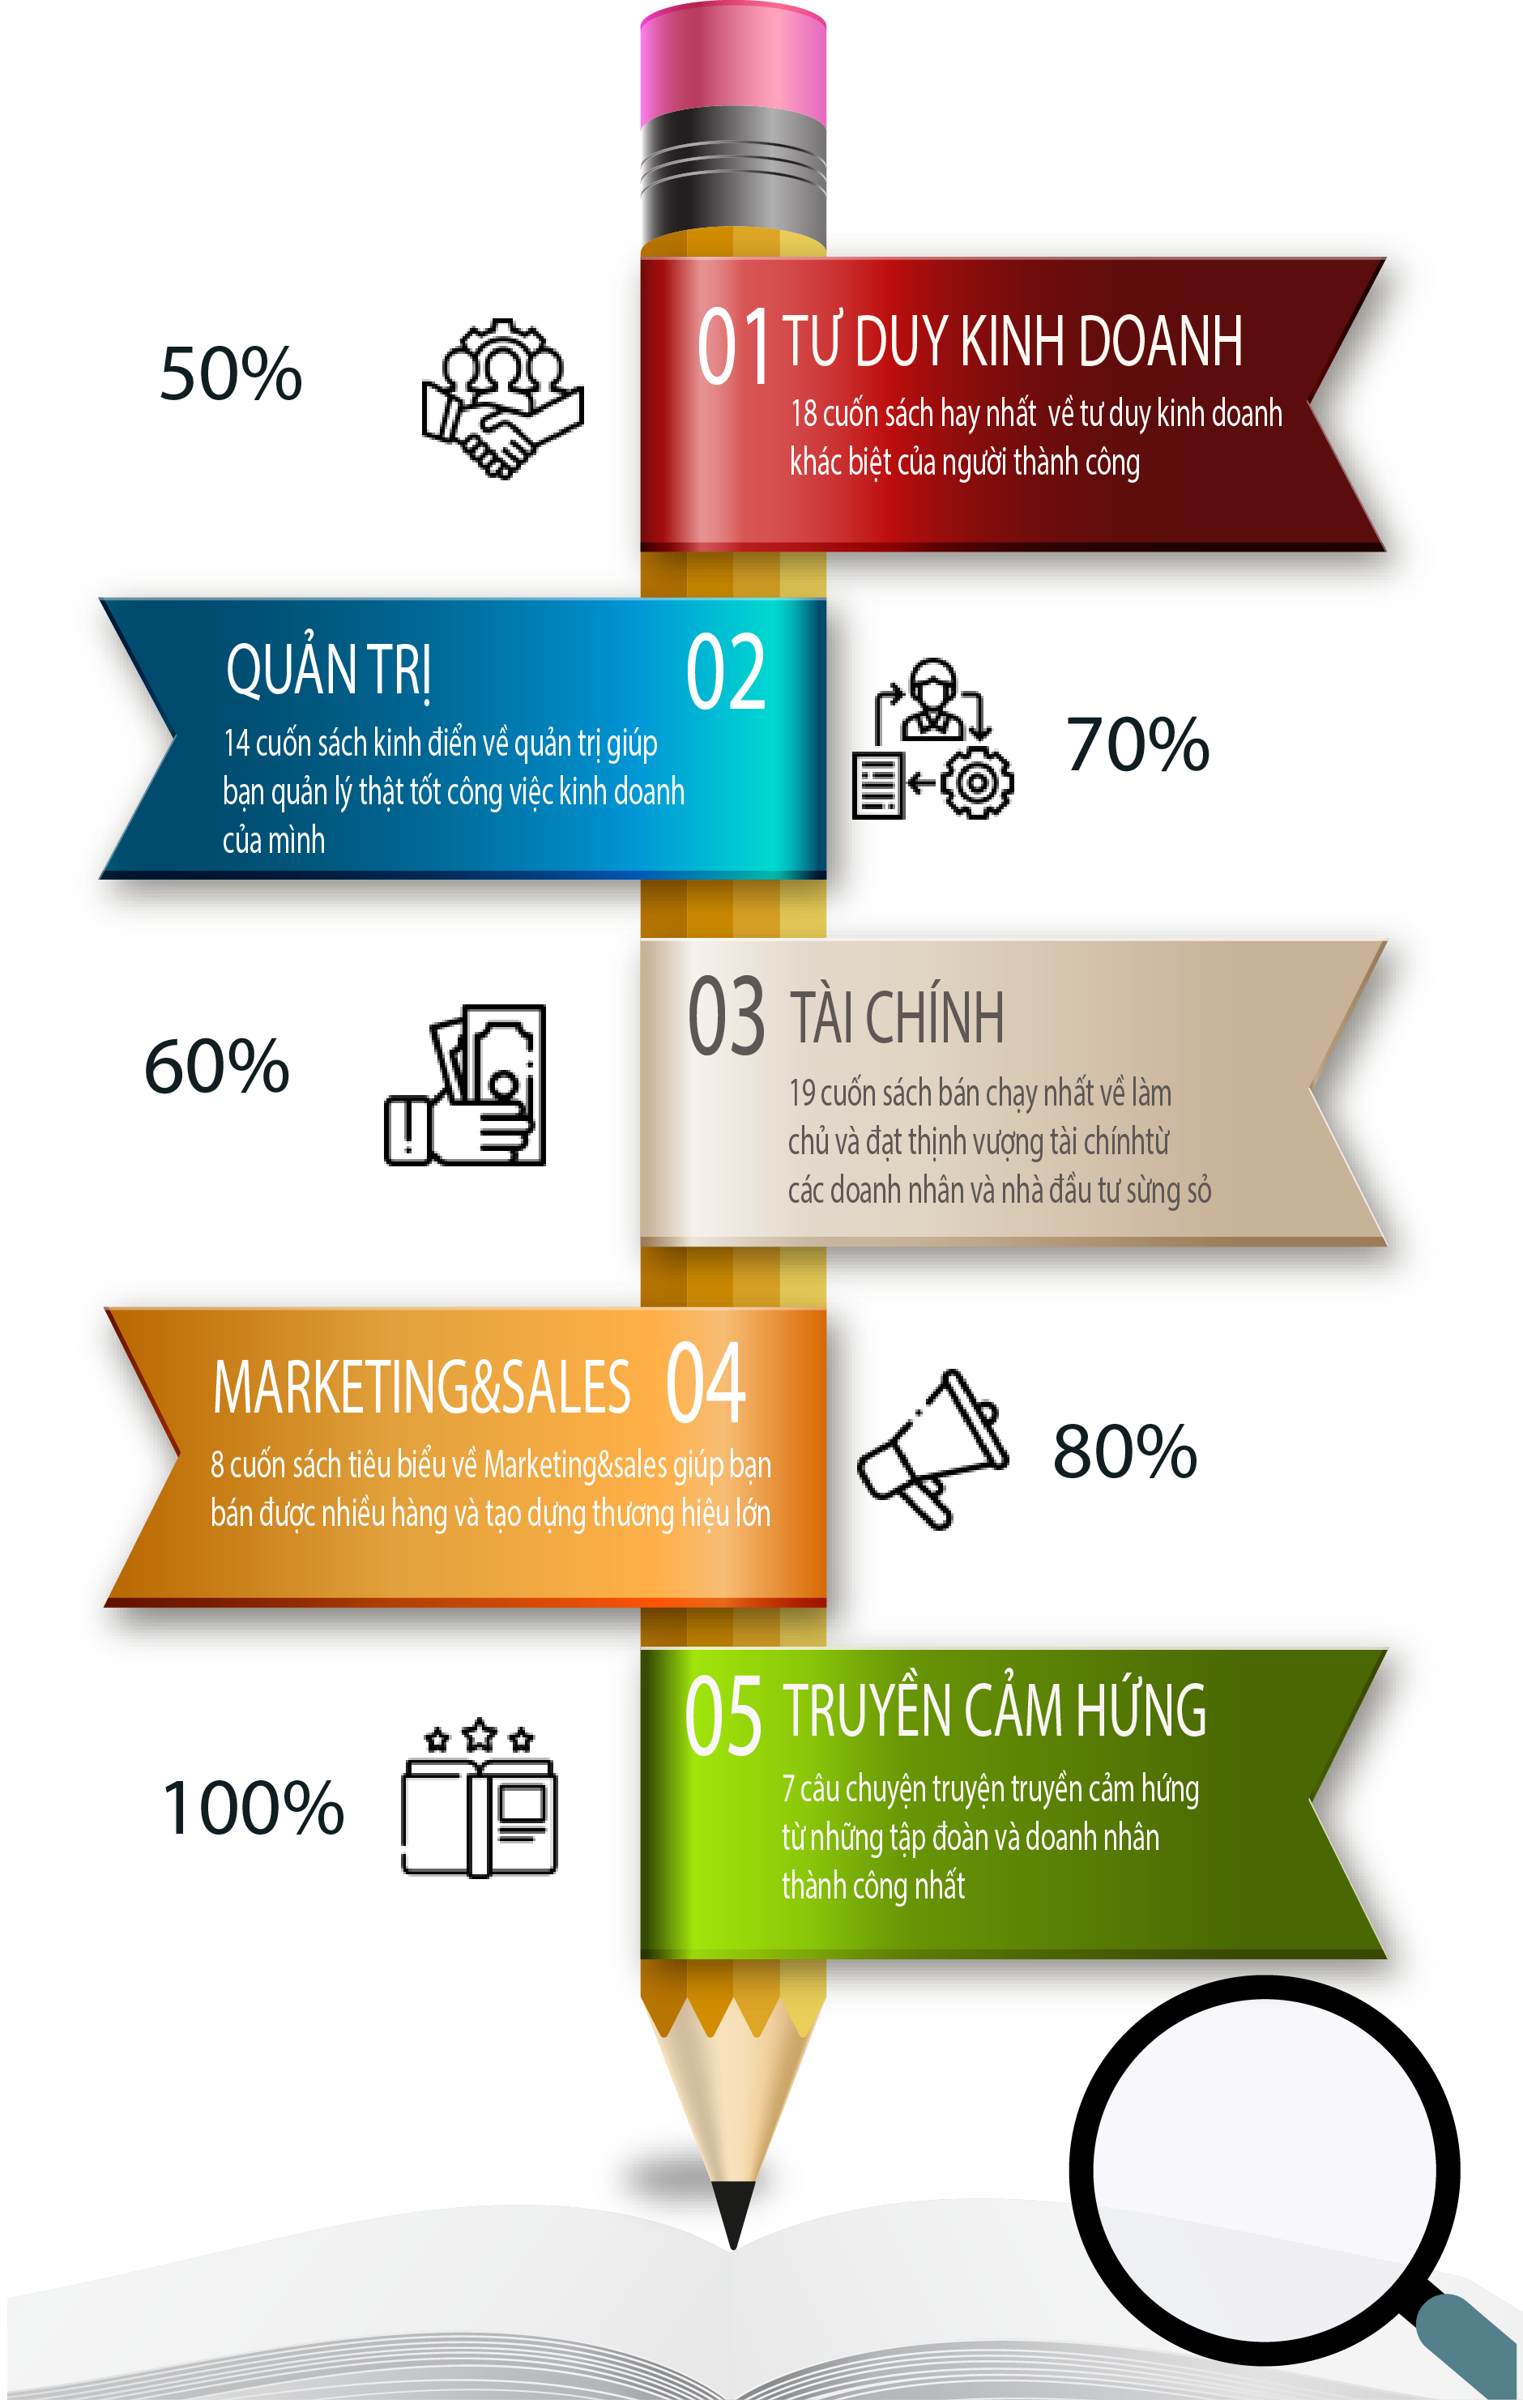 50%
01 TƯ DUY KINH DOANH
18 cuốn sách hay nhất về tư duy kinh doanh
khác biệt của người thành công
QUẢN TRỊ 02
14 cuốn sách kinh điển về quản trị giúp
bạn quản lý thật tốt công việc kinh doanh
của mình
70%
60%
03 TÀI CHÍNH
19 cuốn sách bán chạy nhất về làm
chủ và đạt thịnh vượng tài chínhtừ
các doanh nhân và nhà đầu tư sừng sỏ
MARKETING&SALES 04
8 cuốn sách tiêu biểu về Marketing&sales giúp bạn
bán được nhiều hàng và tạo dựng thương hiệu lớn
80%
100%
05 TRUYỀN CẢM HỨNG
7 câu chuyện truyện truyền cảm hứng
từ những tập đoàn và doanh nhân
thành công nhất